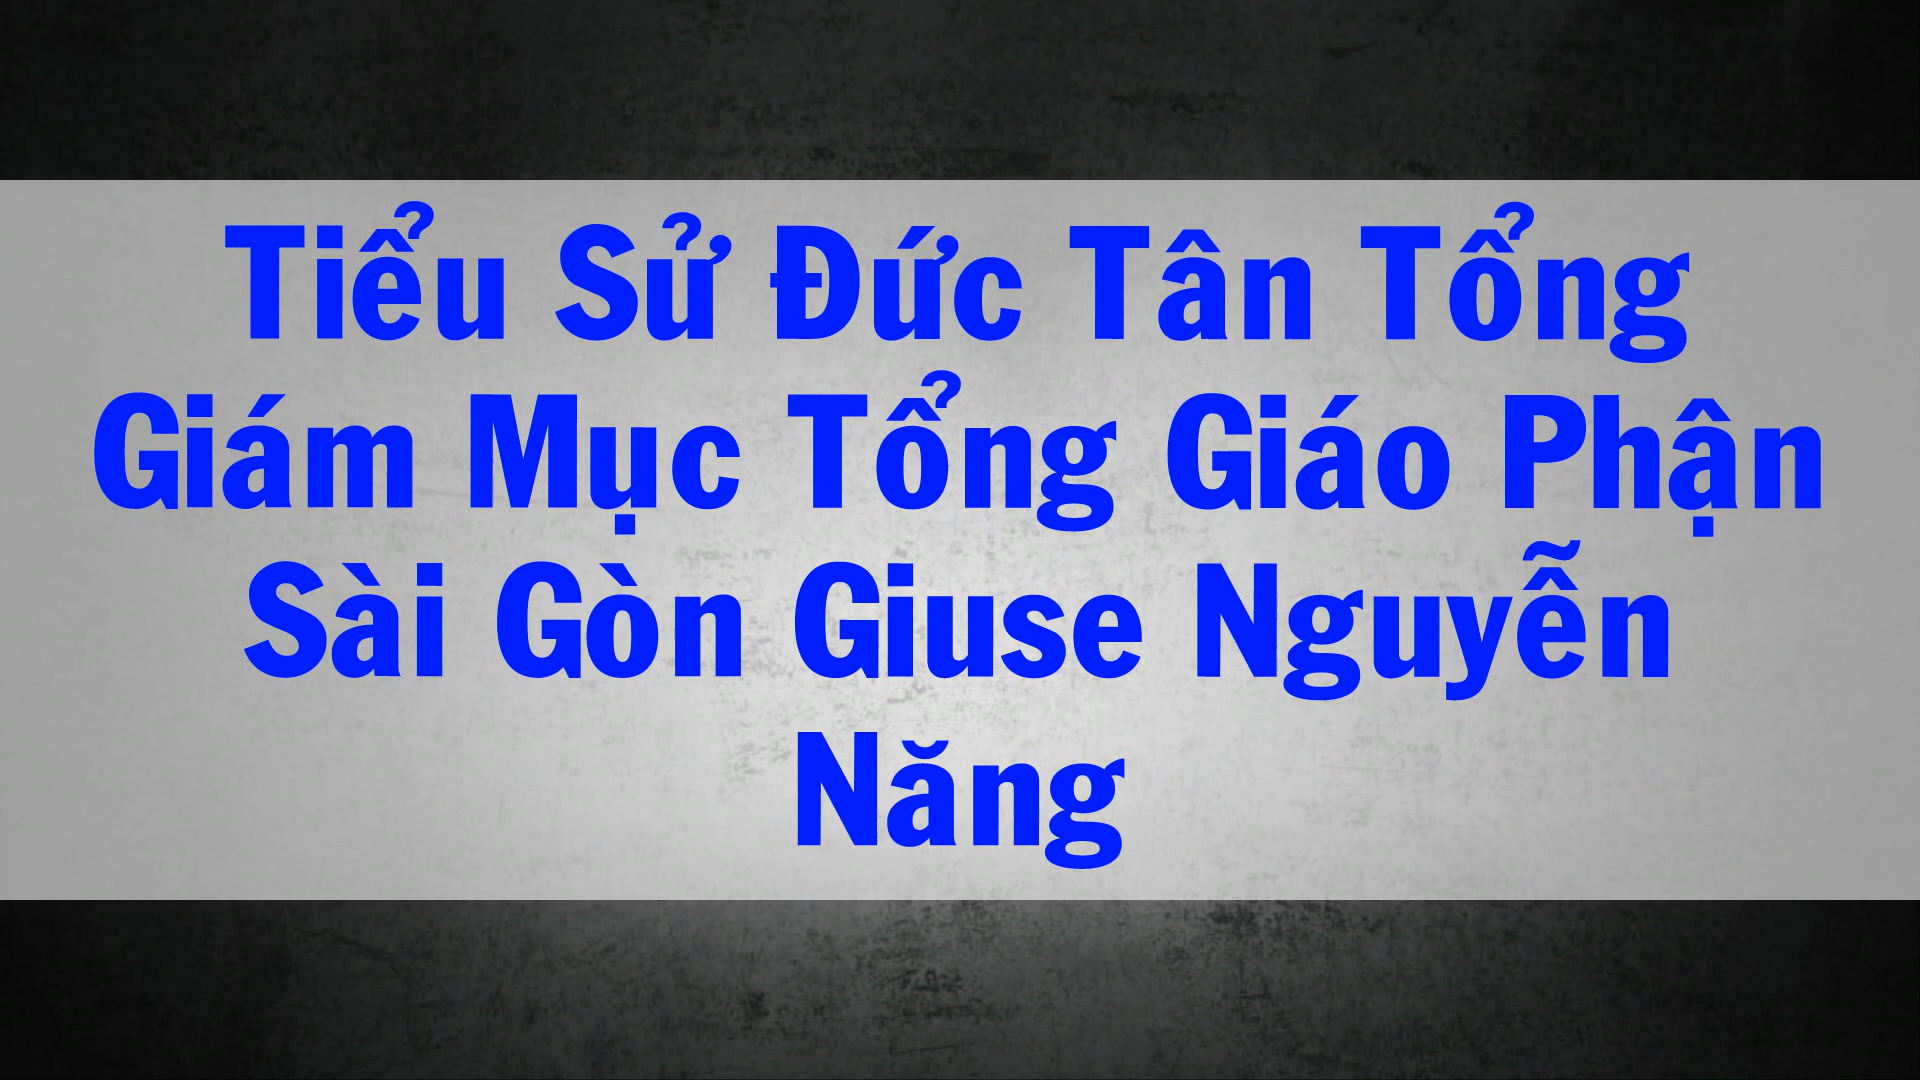 Tiểu Sử Đức Tân Tổng
Giám Mục Tổng Giáo Phận
Sài Gòn Giuse Nguyễn
Năng